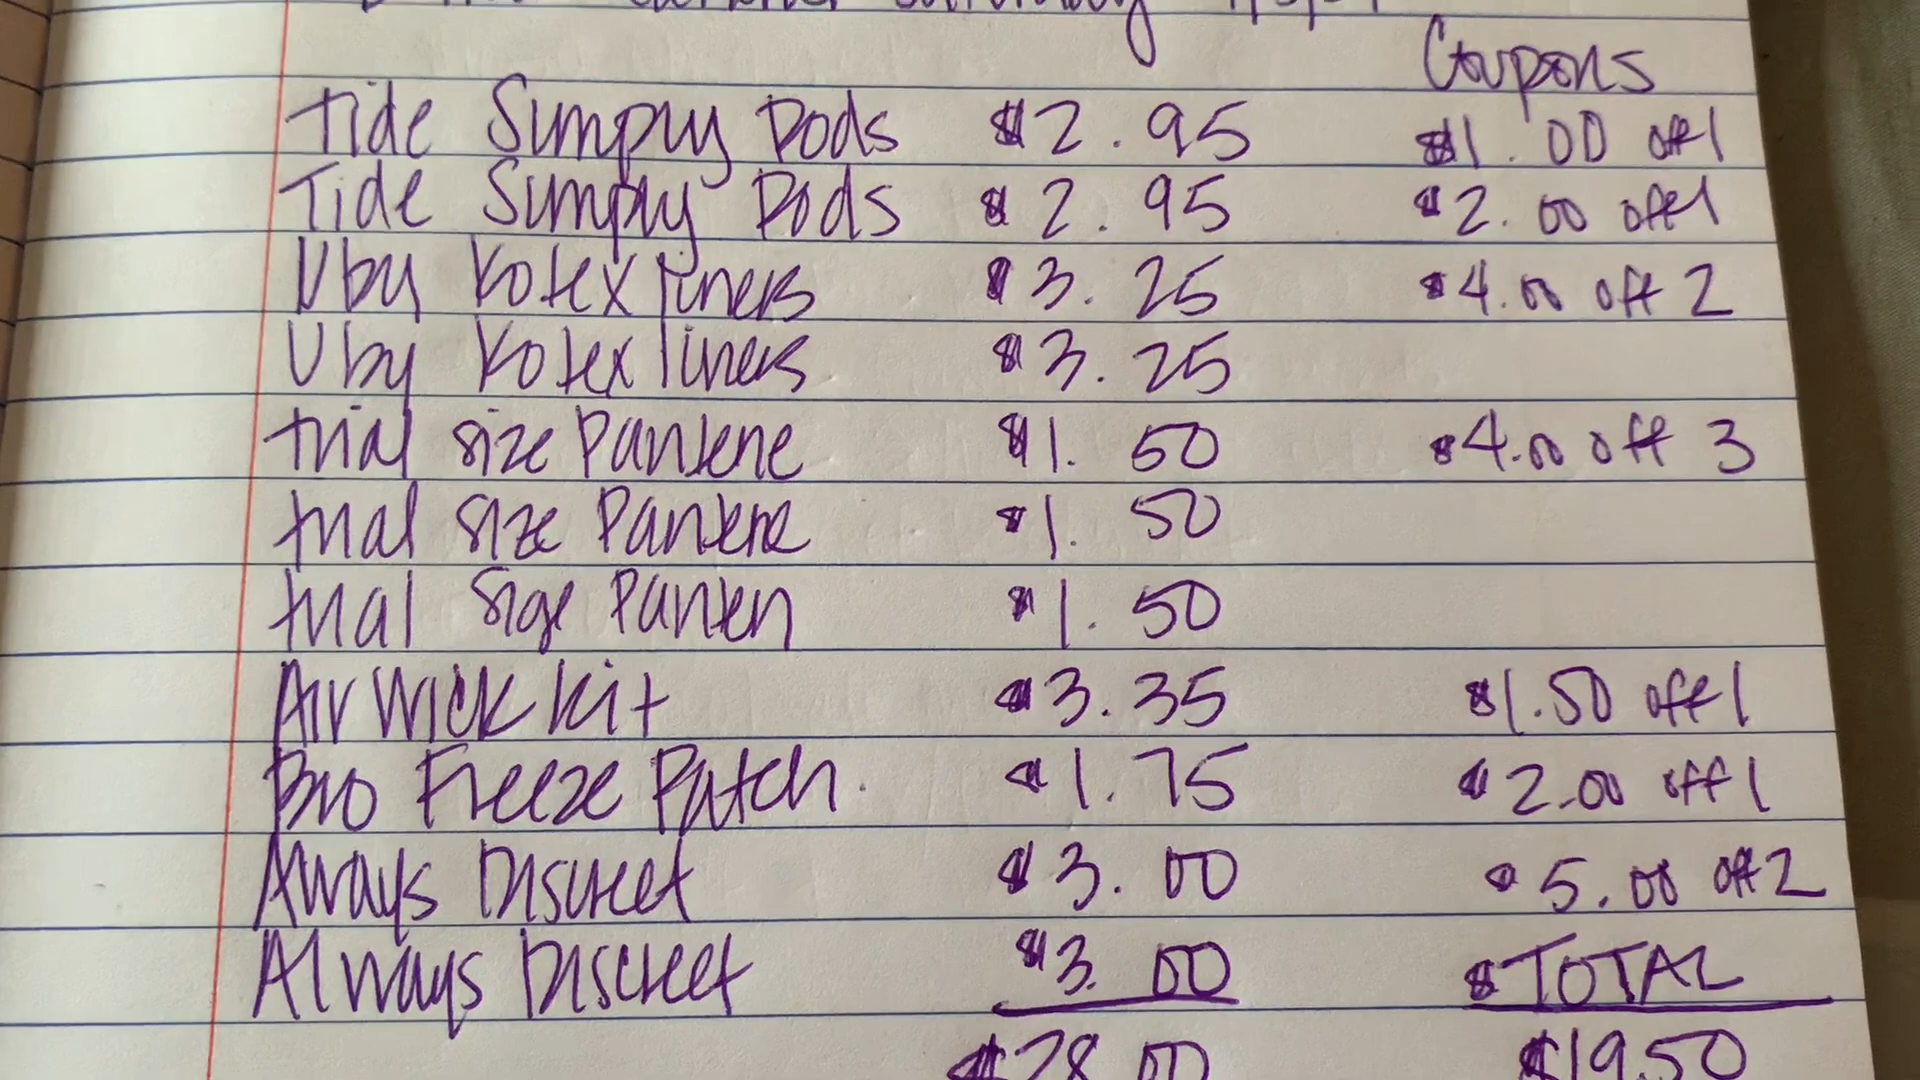 Saturday
Coupons
Tide Simply Pods $2.95 $1.00 off 1
Tide Simply Pods $2.95 $2.00 off 1
U by Kotex liners $3.25 $4.00 off 2
U by Kotex liners $3.25
trial size Pantene $1.50 $4.00 off 3
trial size Pantene $1.50
trial size Panten $1.50
Air Wick Kit $3.35 $1.50 off 1
Bio Freeze Patch. $1.75 $2.00 off 1
Always Discreet $3.00 $5.00 off 2
Always Discreet $3.00 $TOTAL
$28.00 $19.50